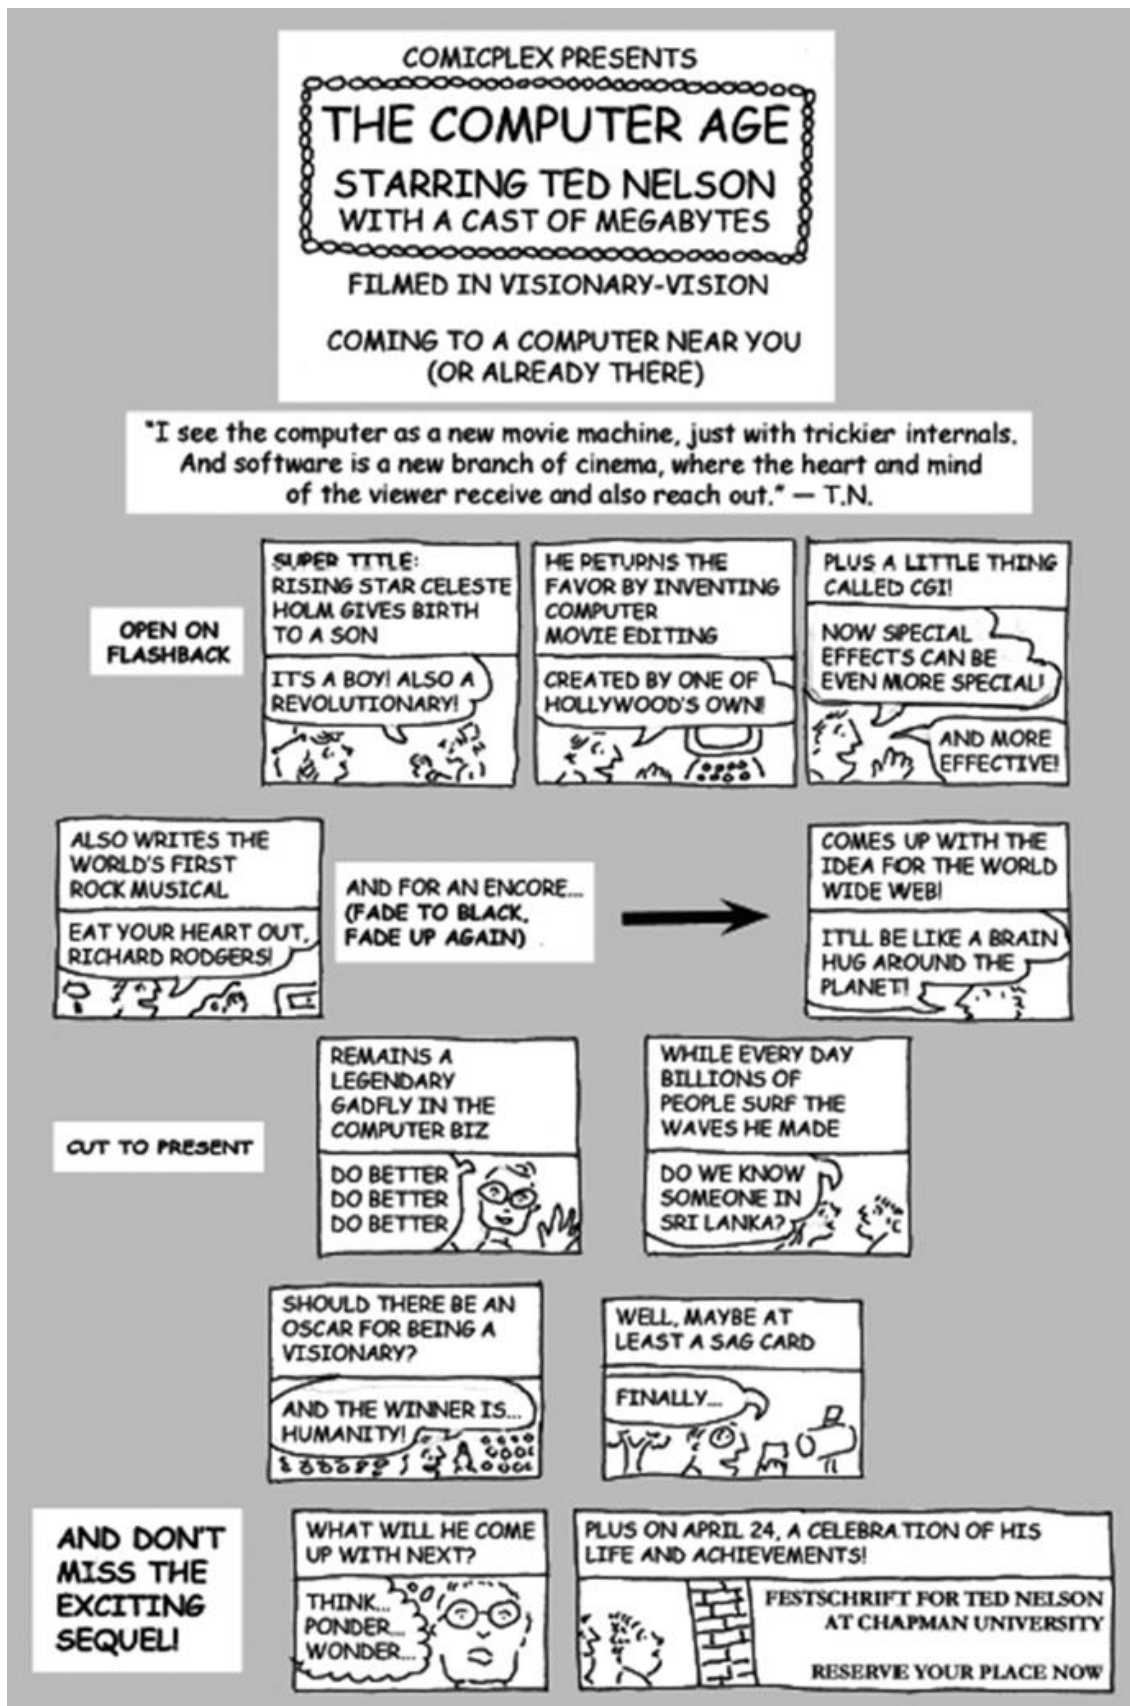 COMICPLEX PRESENTS
THE COMPUTER AGE
STARRING TED NELSON
WITH A CAST OF MEGABYTES
FILMED IN VISIONARY-VISION
COMING TO A COMPUTER NEAR YOU
(OR ALREADY THERE)
"I see the computer as a new movie machine, just with trickier internals.
And software is a new branch of cinema, where the heart and mind
of the viewer receive and also reach out." — T.N.
OPEN ON
FLASHBACK
SUPER TITLE:
RISING STAR CELESTE
HOLM GIVES BIRTH
TO A SON
IT'S A BOY! ALSO A
REVOLUTIONARY!
HE RETURNS THE
FAVOR BY INVENTING
COMPUTER
MOVIE EDITING
CREATED BY ONE OF
HOLLYWOOD'S OWN!
PLUS A LITTLE THING
CALLED CGI!
NOW SPECIAL
EFFECTS CAN BE
EVEN MORE SPECIAL!
AND MORE
EFFECTIVE!
ALSO WRITES THE
WORLD'S FIRST
ROCK MUSICAL
EAT YOUR HEART OUT,
RICHARD RODGERS!
AND FOR AN ENCORE...
(FADE TO BLACK,
FADE UP AGAIN)
COMES UP WITH THE
IDEA FOR THE WORLD
WIDE WEB!
IT'LL BE LIKE A BRAIN
HUG AROUND THE
PLANET!
CUT TO PRESENT
REMAINS A
LEGENDARY
GADFLY IN THE
COMPUTER BIZ
DO BETTER
DO BETTER
DO BETTER
WHILE EVERY DAY
BILLIONS OF
PEOPLE SURF THE
WAVES HE MADE
DO WE KNOW
SOMEONE IN
SRI LANKA?
SHOULD THERE BE AN
OSCAR FOR BEING A
VISIONARY?
AND THE WINNER IS...
HUMANITY!
WELL, MAYBE AT
LEAST A SAG CARD
FINALLY...
AND DON'T
MISS THE
EXCITING
SEQUEL!
WHAT WILL HE COME
UP WITH NEXT?
THINK...
PONDER...
WONDER...
PLUS ON APRIL 24, A CELEBRATION OF HIS
LIFE AND ACHIEVEMENTS!
FESTSCHRIFT FOR TED NELSON
AT CHAPMAN UNIVERSITY
RESERVE YOUR PLACE NOW